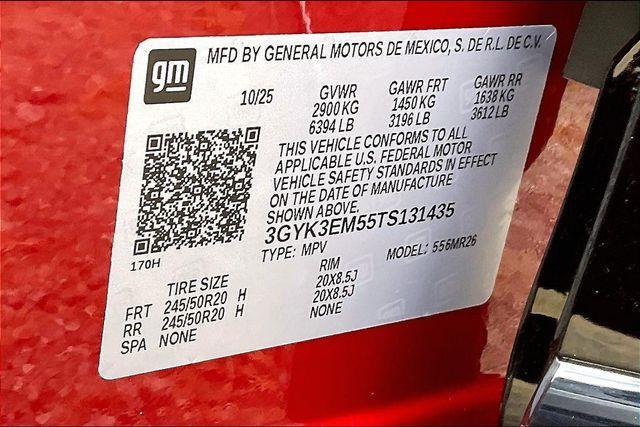 gm
MFD BY GENERAL MOTORS DE MEXICO, S. DE R.L. DE C.V.
10/25 GVWR GAWR FRT GAWR RR
2900 KG 1450 KG 1638 KG
6394 LB 3196 LB 3612 LB
THIS VEHICLE CONFORMS TO ALL
APPLICABLE U.S. FEDERAL MOTOR
VEHICLE SAFETY STANDARDS IN EFFECT
ON THE DATE OF MANUFACTURE
SHOWN ABOVE.
3GYK3EM55TS131435
TYPE: MPV MODEL: 556MR26
170H
TIRE SIZE RIM
FRT 245/50R20 H 20X8.5J
RR 245/50R20 H 20X8.5J
SPA NONE NONE